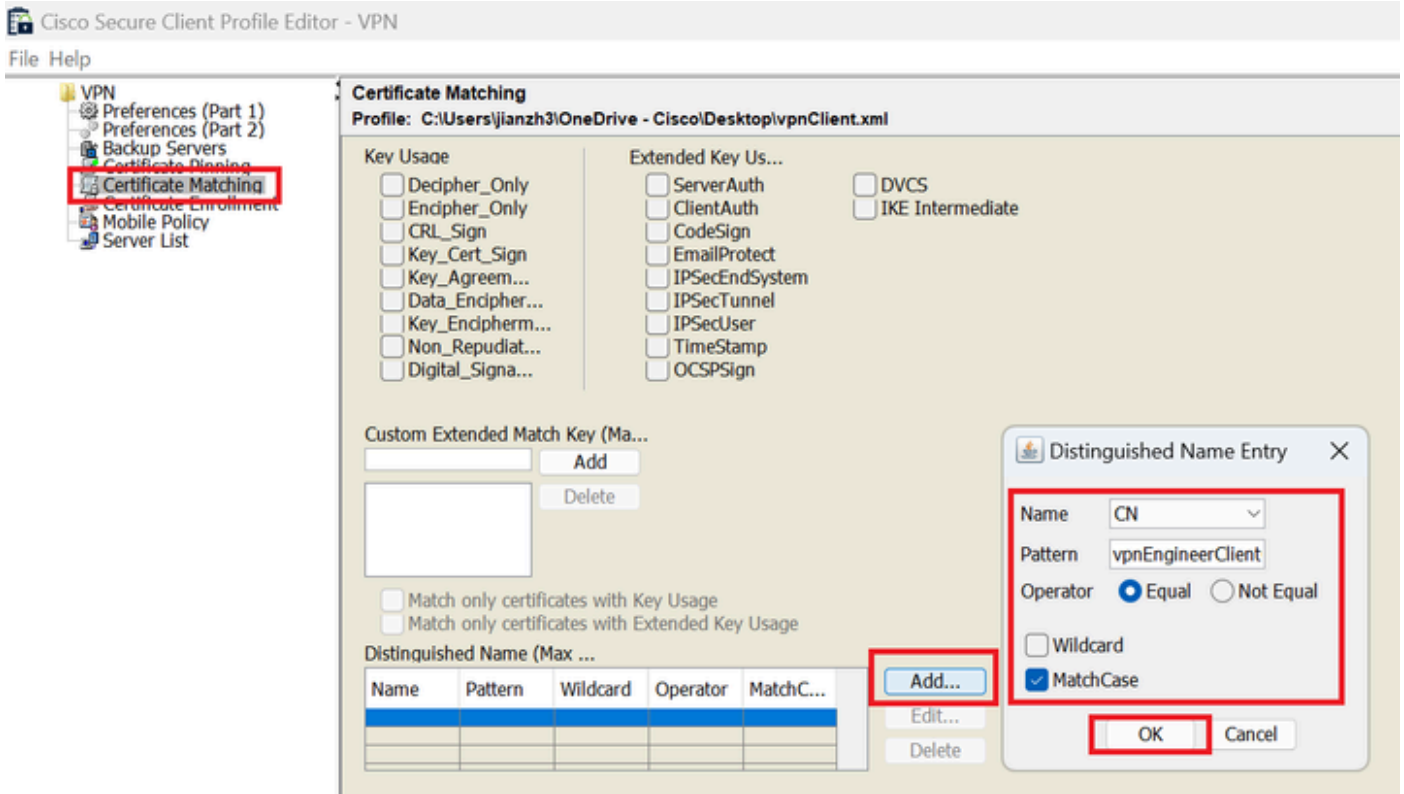 Cisco Secure Client Profile Editor - VPN
File Help
VPN
Preferences (Part 1)
Preferences (Part 2)
Backup Servers
Certificate Pinning
Certificate Matching
Certificate Enrollment
Mobile Policy
Server List
Certificate Matching
Profile: C:\Users\jianzh3\OneDrive - Cisco\Desktop\vpnClient.xml
Key Usage
Decipher_Only
Encipher_Only
CRL_Sign
Key_Cert_Sign
Key_Agreem...
Data_Encipher...
Key_Encipherm...
Non_Repudiat...
Digital_Signa...
Extended Key Us...
ServerAuth
ClientAuth
CodeSign
EmailProtect
IPSecEndSystem
IPSecTunnel
IPSecUser
TimeStamp
OCSPSign
DVCS
IKE Intermediate
Custom Extended Match Key (Ma...
Add
Delete
Match only certificates with Key Usage
Match only certificates with Extended Key Usage
Distinguished Name (Max ...
Name Pattern Wildcard Operator MatchC...
Add...
Edit...
Delete
Distinguished Name Entry
Name CN
Pattern vpnEngineerClient
Operator Equal Not Equal
Wildcard
MatchCase
OK Cancel